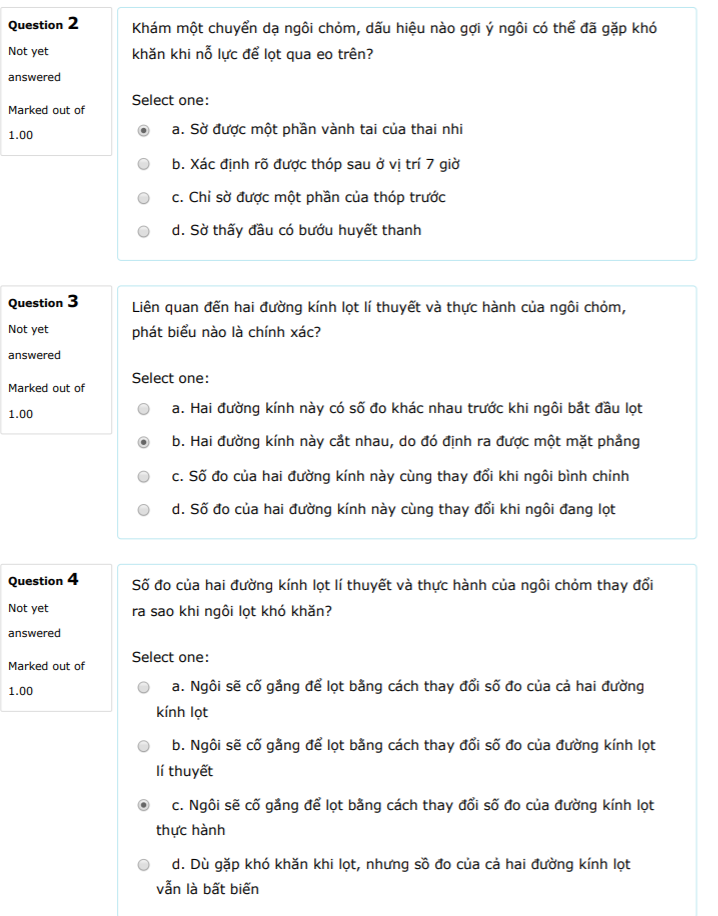 Question 2
Not yet
answered
Marked out of
1.00
Khám một chuyển dạ ngôi chỏm, dấu hiệu nào gợi ý ngôi có thể đã gặp khó
khăn khi nỗ lực để lọt qua eo trên?
Select one:
a. Sờ được một phần vành tai của thai nhi
b. Xác định rõ được thóp sau ở vị trí 7 giờ
c. Chỉ sờ được một phần của thóp trước
d. Sờ thấy đầu có bướu huyết thanh
Question 3
Not yet
answered
Marked out of
1.00
Liên quan đến hai đường kính lọt lí thuyết và thực hành của ngôi chỏm,
phát biểu nào là chính xác?
Select one:
a. Hai đường kính này có số đo khác nhau trước khi ngôi bắt đầu lọt
b. Hai đường kính này cắt nhau, do đó định ra được một mặt phẳng
c. Số đo của hai đường kính này cùng thay đổi khi ngôi bình chỉnh
d. Số đo của hai đường kính này cùng thay đổi khi ngôi đang lọt
Question 4
Not yet
answered
Marked out of
1.00
Số đo của hai đường kính lọt lí thuyết và thực hành của ngôi chỏm thay đổi
ra sao khi ngôi lọt khó khăn?
Select one:
a. Ngôi sẽ cố gắng để lọt bằng cách thay đổi số đo của cả hai đường
kính lọt
b. Ngôi sẽ cố gắng để lọt bằng cách thay đổi số đo của đường kính lọt
lí thuyết
c. Ngôi sẽ cố gắng để lọt bằng cách thay đổi số đo của đường kính lọt
thực hành
d. Dù gặp khó khăn khi lọt, nhưng sồ đo của cả hai đường kính lọt
vẫn là bất biến